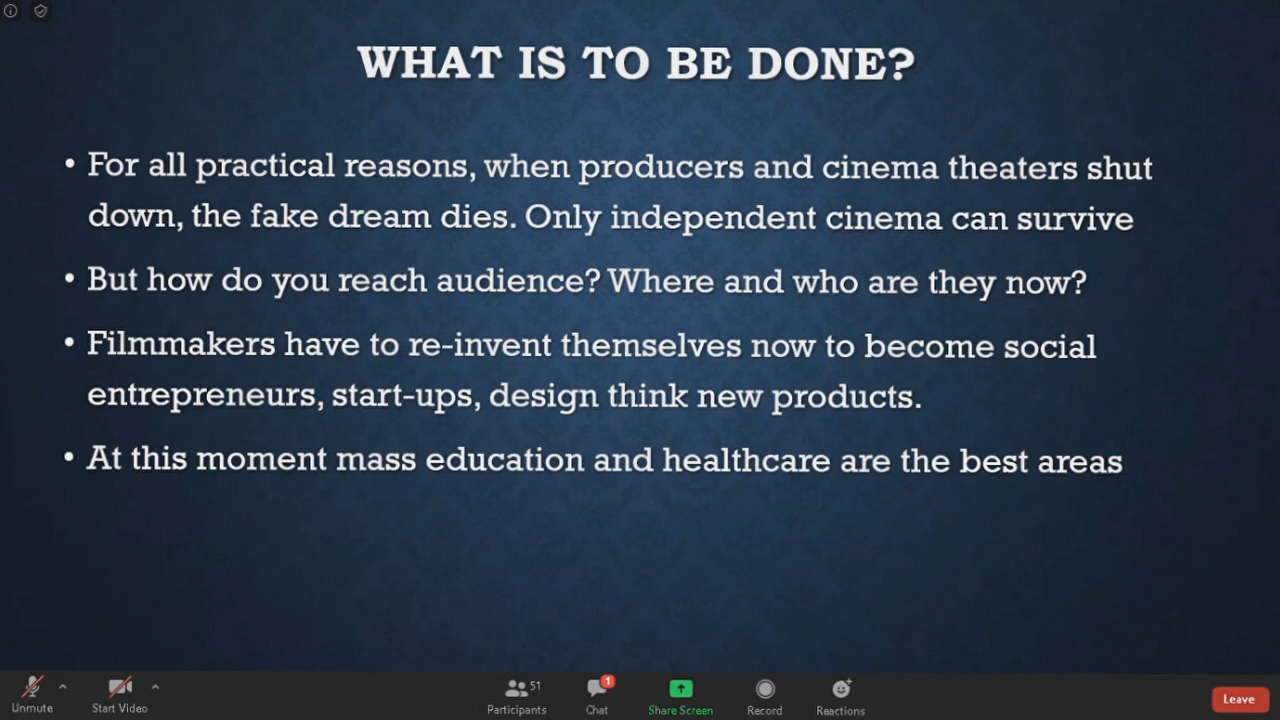 WHAT IS TO BE DONE?
• For all practical reasons, when producers and cinema theaters shut
down, the fake dream dies. Only independent cinema can survive
• But how do you reach audience? Where and who are they now?
• Filmmakers have to re-invent themselves now to become social
entrepreneurs, start-ups, design think new products.
• At this moment mass education and healthcare are the best areas
51
1
Unmute
Start Video
Participants
Chat
Share Screen
Record
Reactions
Leave